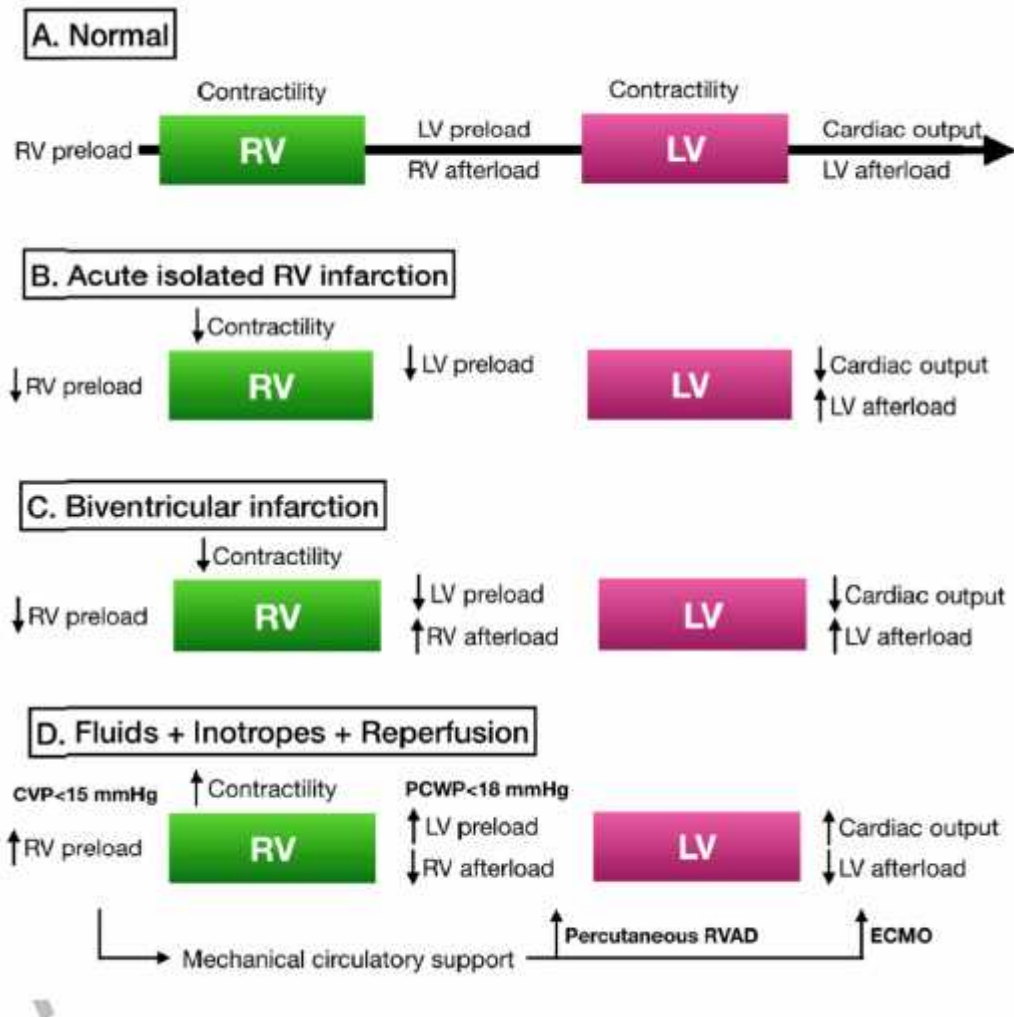 A. Normal
Contractility
Contractility
RV preload
RV
LV preload
RV afterload
LV
Cardiac output
LV afterload
B. Acute isolated RV infarction
↓Contractility
↓RV preload
RV
↓LV preload
LV
↓Cardiac output
↑LV afterload
C. Biventricular infarction
↓Contractility
↓RV preload
RV
↓LV preload
↑RV afterload
LV
↓Cardiac output
↑LV afterload
D. Fluids + Inotropes + Reperfusion
CVP<15 mmHg
↑Contractility
PCWP<18 mmHg
↑RV preload
RV
↑LV preload
↓RV afterload
LV
↑Cardiac output
↓LV afterload
Mechanical circulatory support
Percutaneous RVAD
ECMO